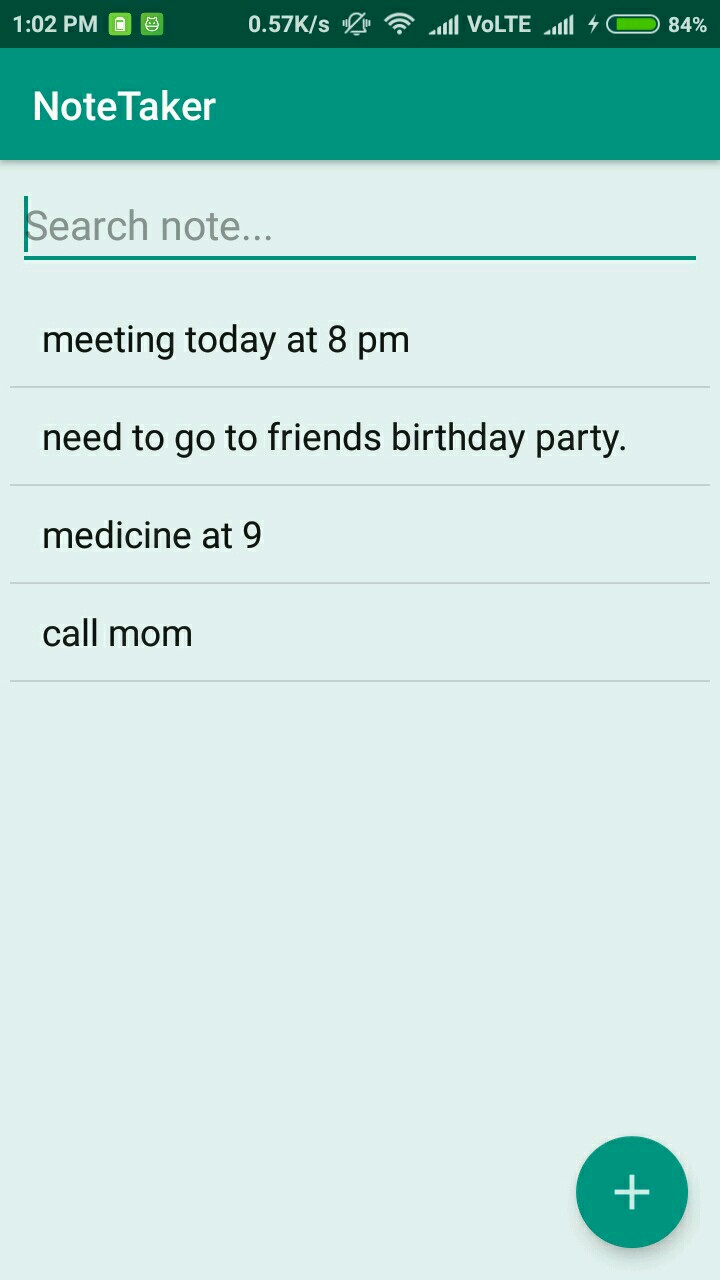 1:02 PM 0.57K/s VoLTE 84%
NoteTaker
Search note...
meeting today at 8 pm
need to go to friends birthday party.
medicine at 9
call mom
+